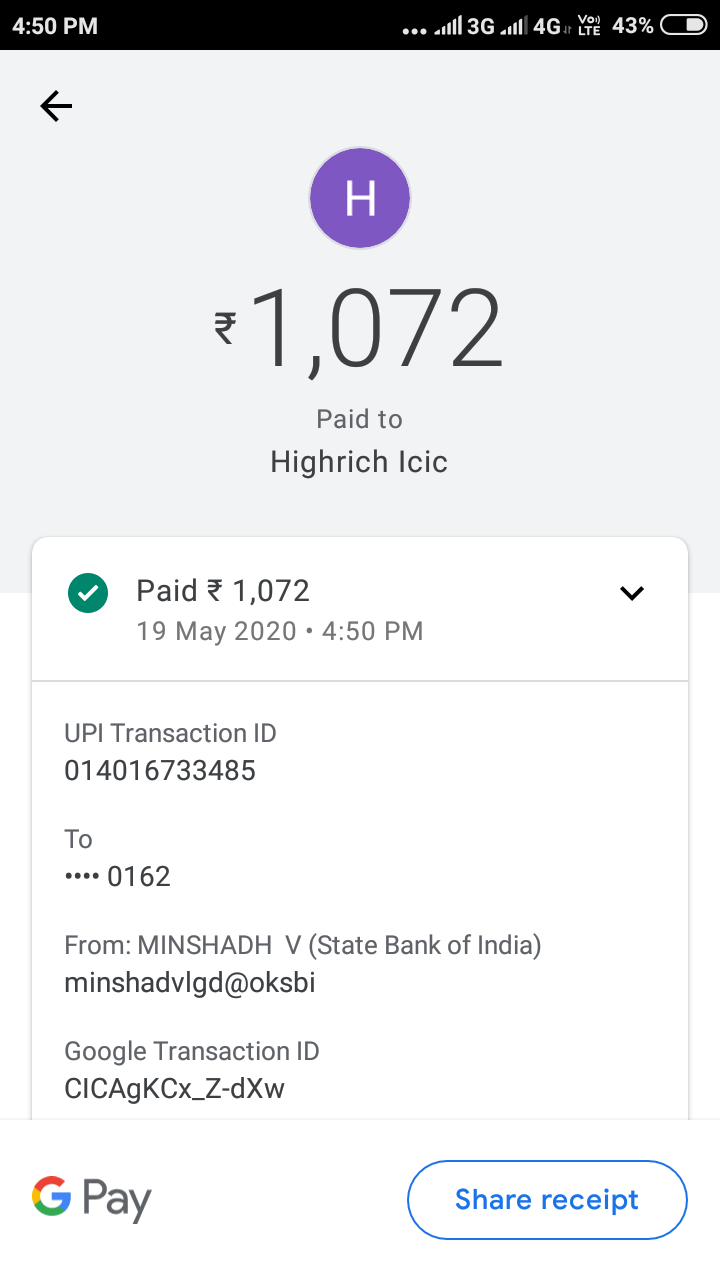 4:50 PM
3G 4G Vo) LTE 43%
H
₹1,072
Paid to
Highrich Icic
Paid ₹ 1,072
19 May 2020 • 4:50 PM
UPI Transaction ID
014016733485
To
•••• 0162
From: MINSHADH  V (State Bank of India)
minshadvlgd@oksbi
Google Transaction ID
CICAgKCx_Z-dXw
G Pay
Share receipt